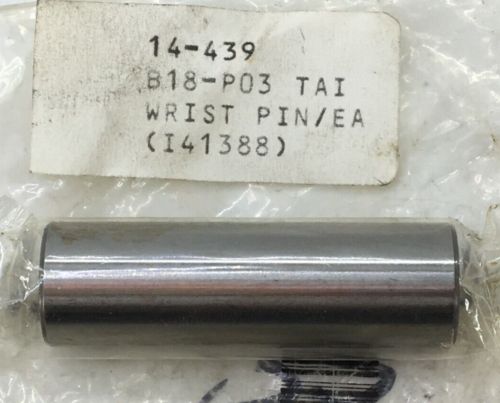 14-439
B18-P03 TAI
WRIST PIN/EA
(I41388)